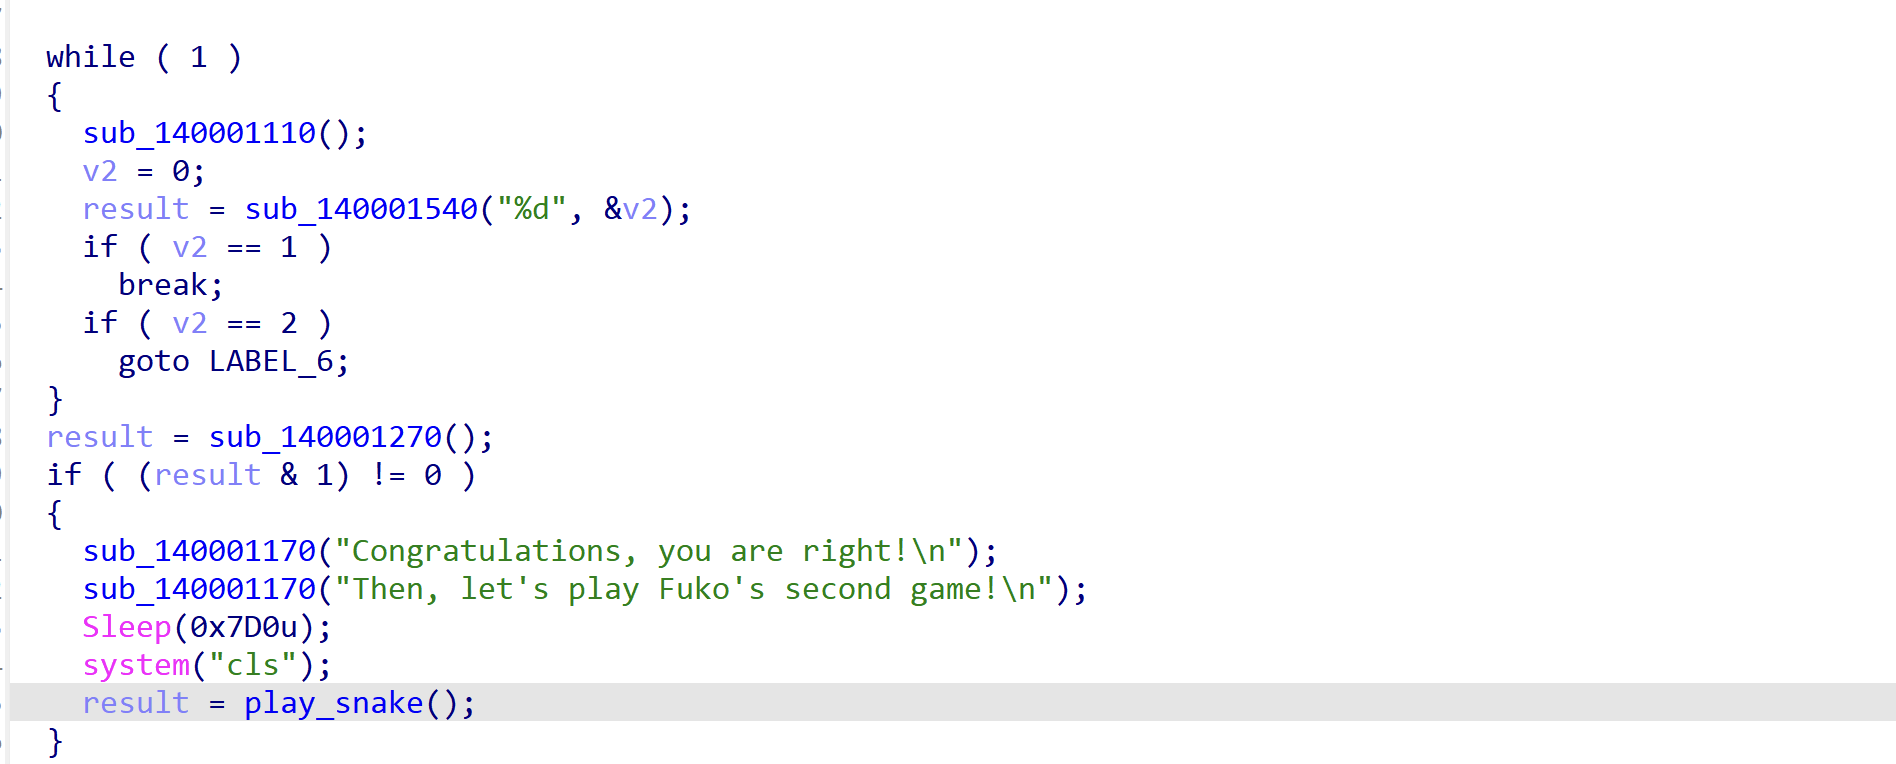 while ( 1 )
{
sub_140001110();
v2 = 0;
result = sub_140001540("%d", &v2);
if ( v2 == 1 )
break;
if ( v2 == 2 )
goto LABEL_6;
}
result = sub_140001270();
if ( (result & 1) != 0 )
{
sub_140001170("Congratulations, you are right!\n");
sub_140001170("Then, let's play Fuko's second game!\n");
Sleep(0x7D0u);
system("cls");
result = play_snake();
}